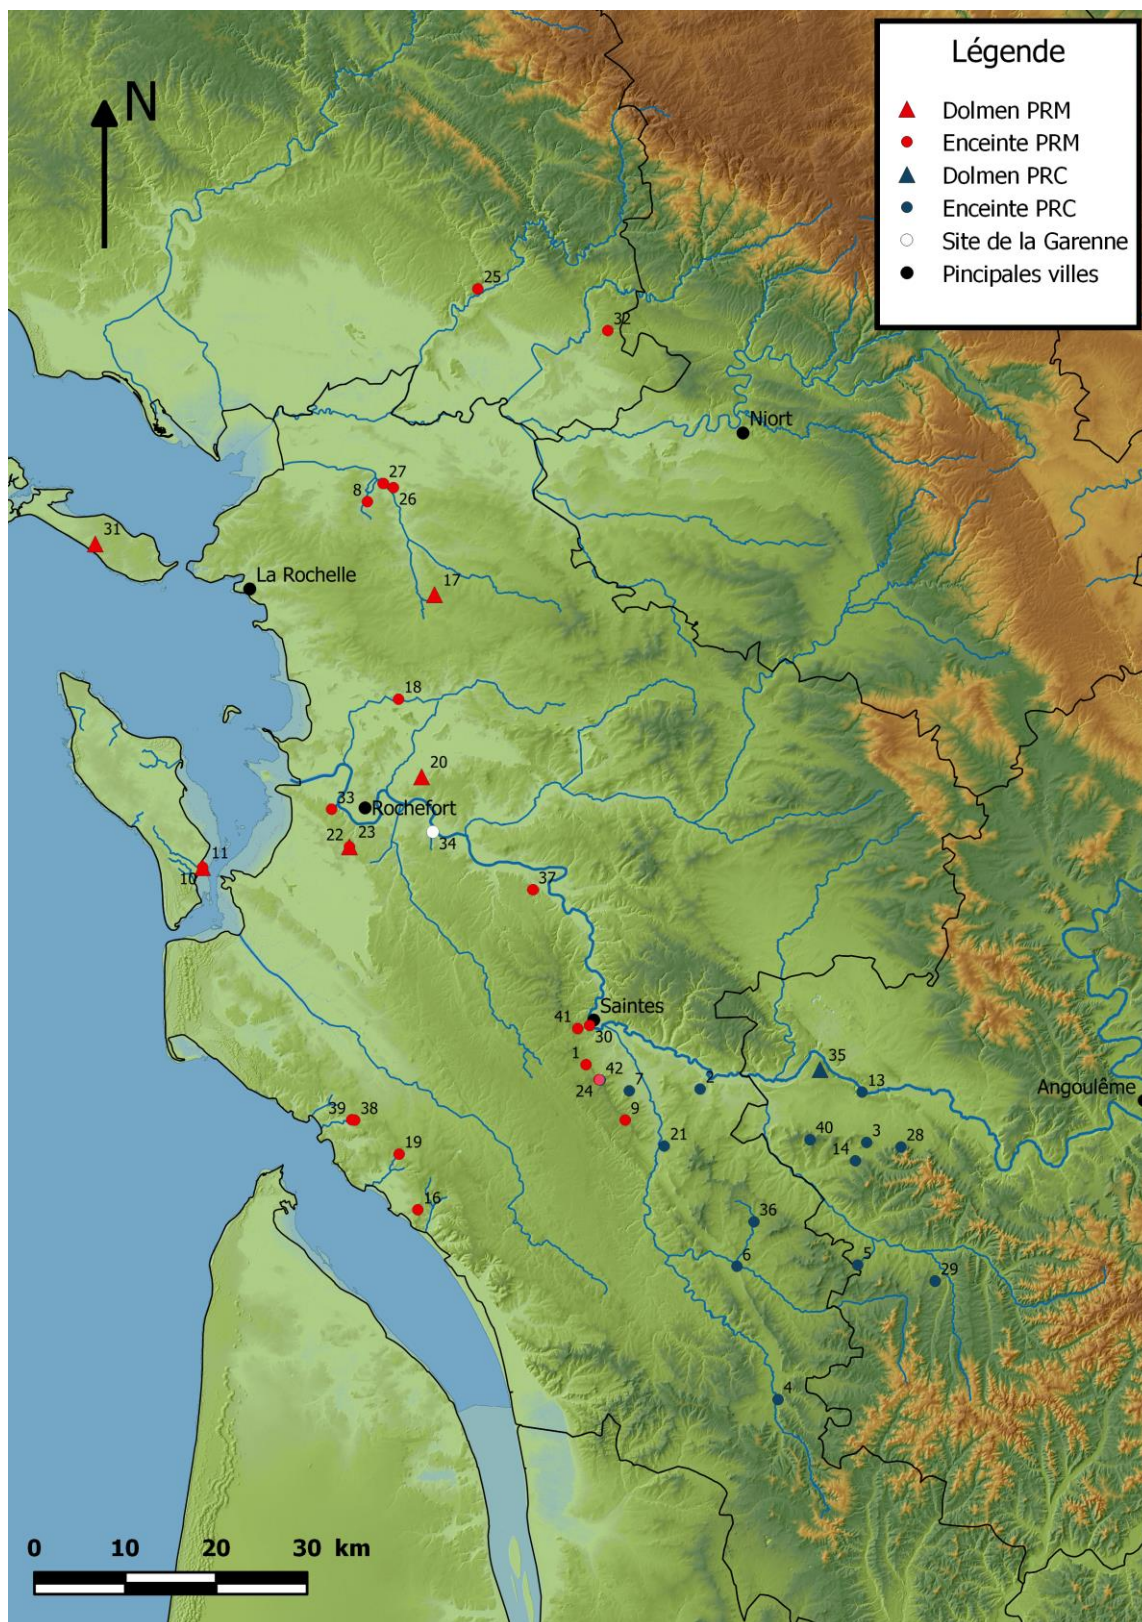 Légende
Dolmen PRM
Enceinte PRM
Dolmen PRC
Enceinte PRC
Site de la Garenne
Pincipales villes
N
25
32
Niort
27
8
26
31
La Rochelle
17
18
20
33
Rochefort
22
23
34
11
10
37
Saintes
41
30
1
42
24
7
2
35
13
Angoulême
9
39
38
21
40
3
28
14
19
16
36
6
5
29
4
0 10 20 30 km